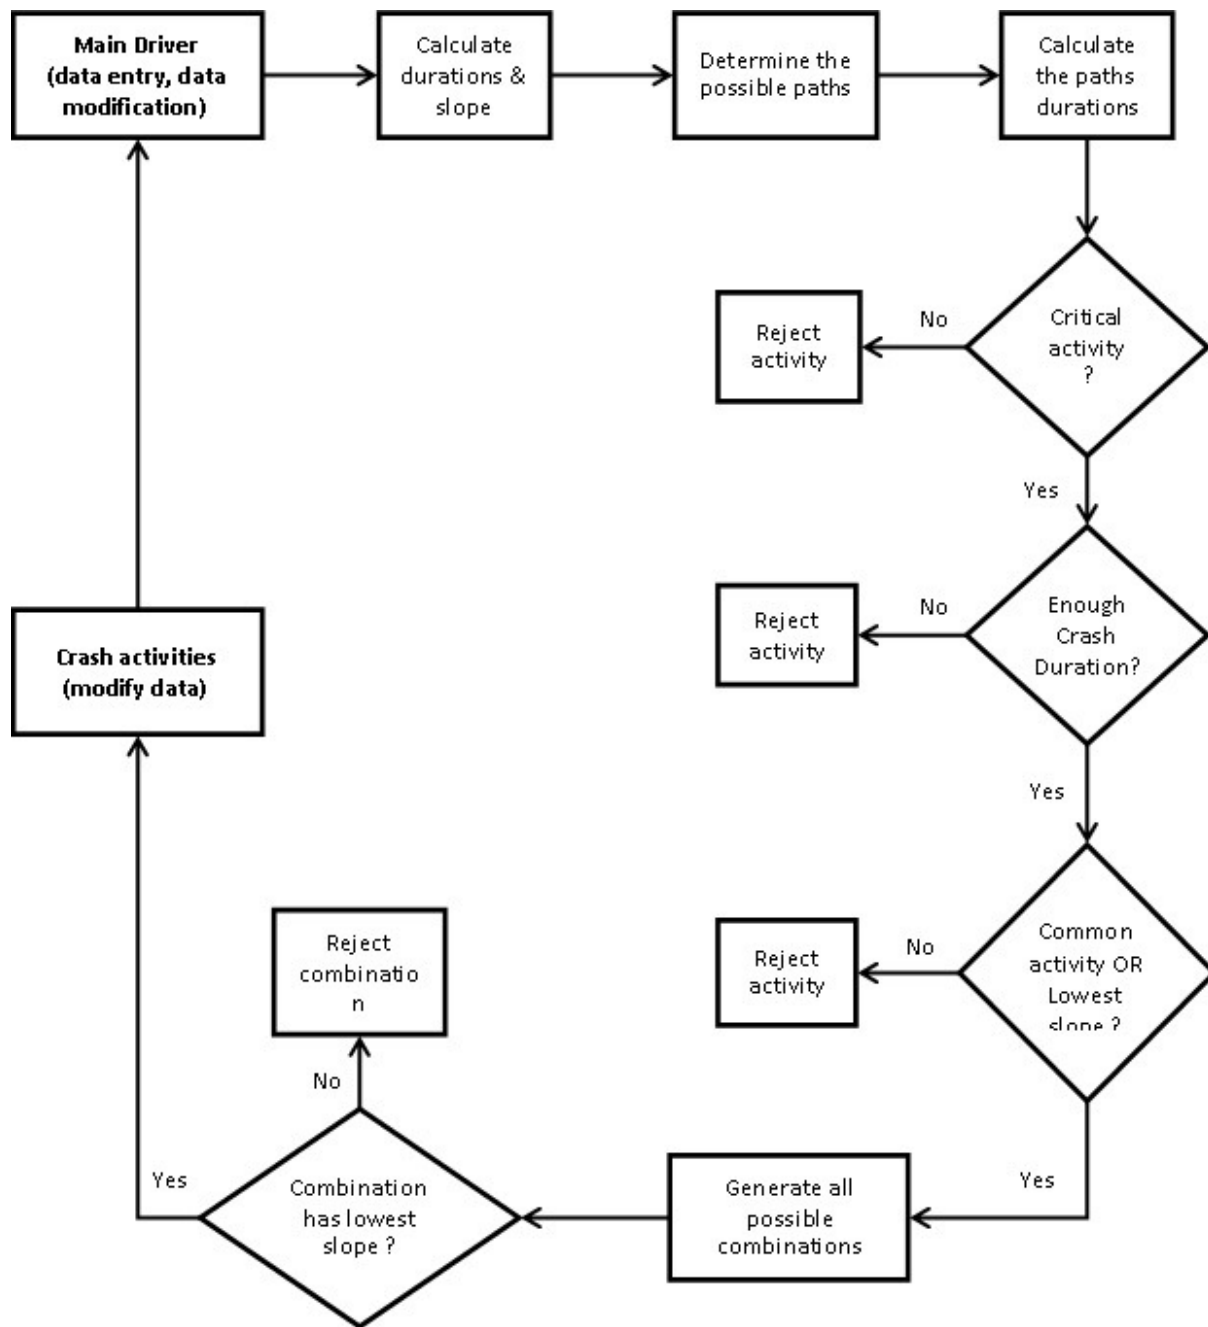 Main Driver
(data entry, data
modification)
Calculate
durations &
slope
Determine the
possible paths
Calculate
the paths
durations
Critical
activity
?
No
Reject
activity
Yes
Enough
Crash
Duration?
No
Reject
activity
Yes
Common
activity OR
Lowest
slope ?
No
Reject
activity
Yes
Generate all
possible
combinations
Combination
has lowest
slope ?
No
Reject
combinatio
n
Yes
Crash activities
(modify data)